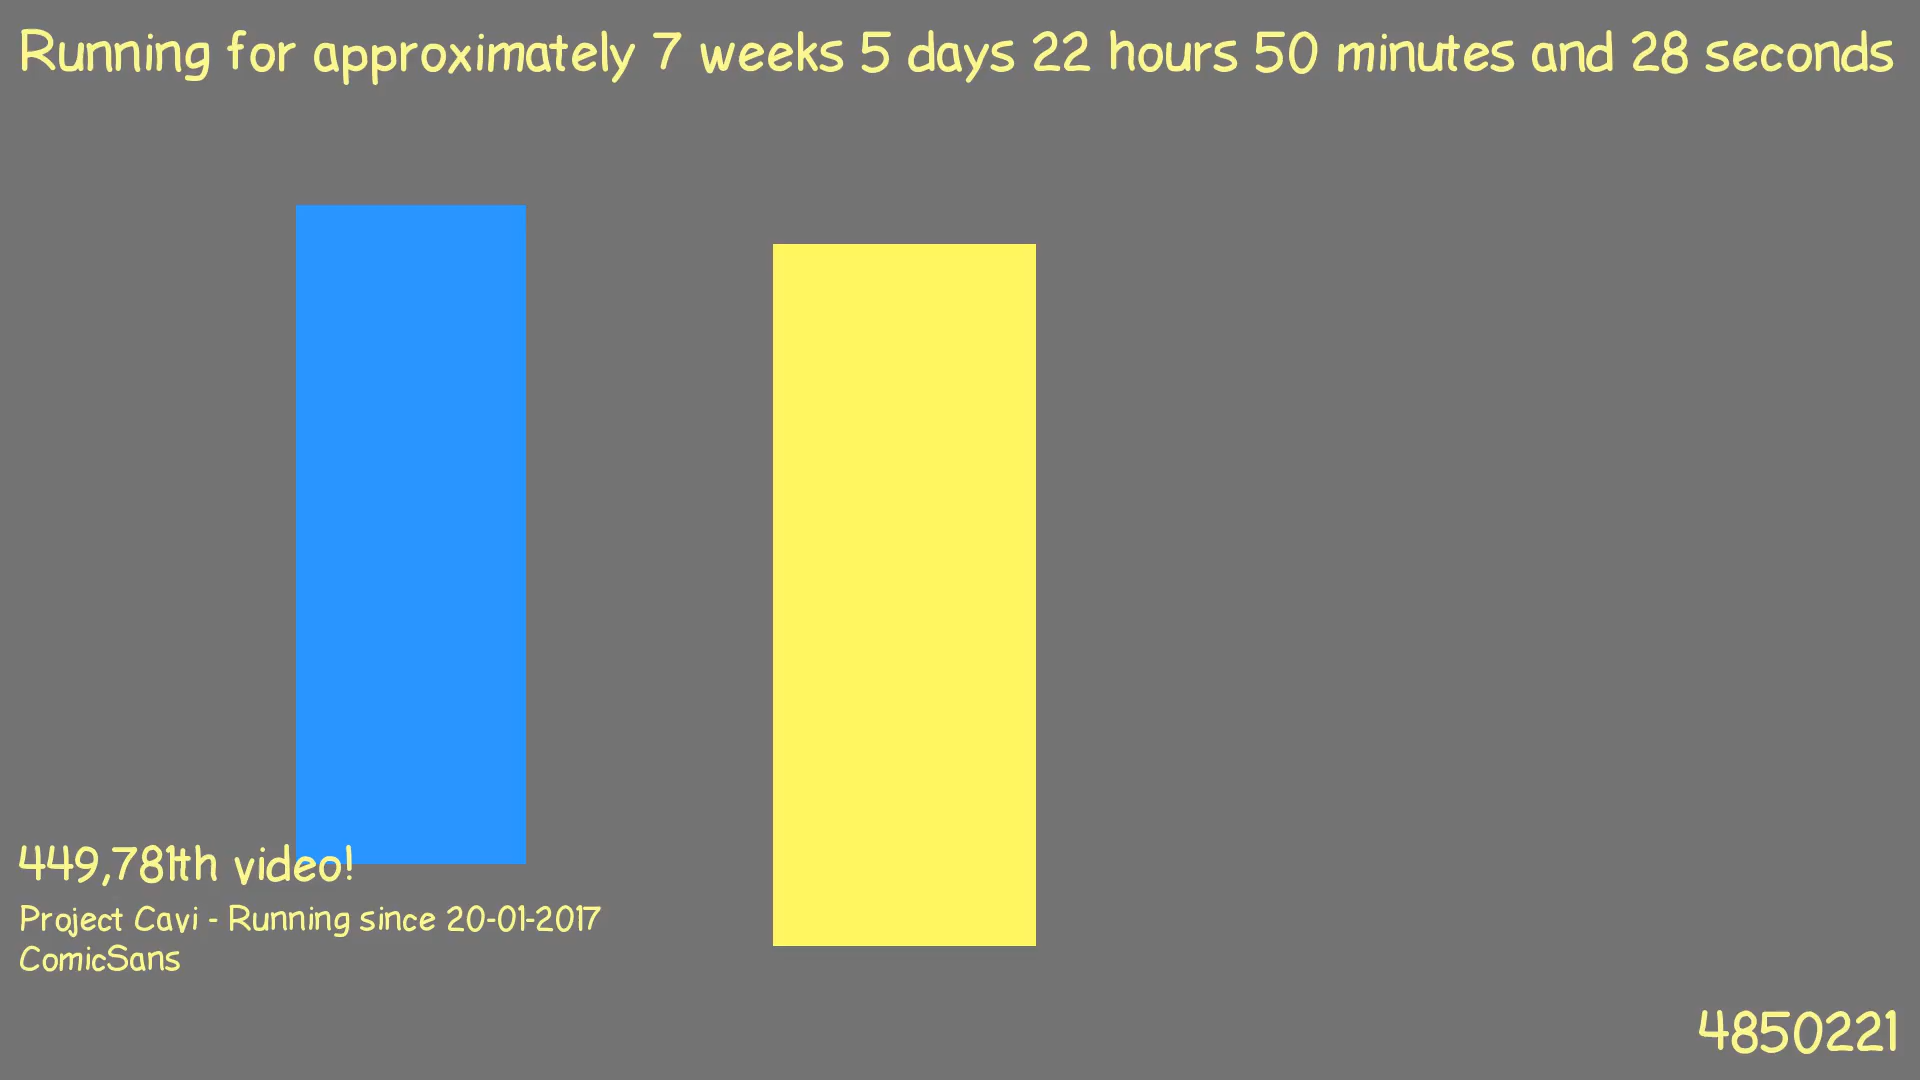 Running for approximately 7 weeks 5 days 22 hours 50 minutes and 28 seconds
449,781th video!
Project Cavi - Running since 20-01-2017
ComicSans
4850221